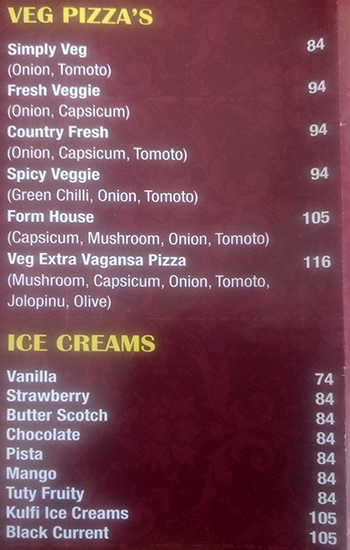 VEG PIZZA'S
Simply Veg 84
(Onion, Tomoto)
Fresh Veggie 94
(Onion, Capsicum)
Country Fresh 94
(Onion, Capsicum, Tomoto)
Spicy Veggie 94
(Green Chilli, Onion, Tomoto)
Form House 105
(Capsicum, Mushroom, Onion, Tomoto)
Veg Extra Vagansa Pizza 116
(Mushroom, Capsicum, Onion, Tomoto,
Jolopinu, Olive)
ICE CREAMS
Vanilla 74
Strawberry 84
Butter Scotch 84
Chocolate 84
Pista 84
Mango 84
Tuty Fruity 84
Kulfi Ice Creams 105
Black Current 105